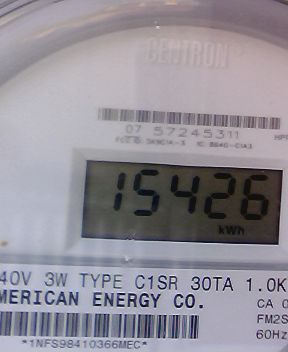 CENTRON
07 57245311
15426
kWh
40V 3W TYPE C1SR 30TA 1.0K
MERICAN ENERGY CO.
CA 0
FM2S
60Hz
*1NFS98410366MEC*